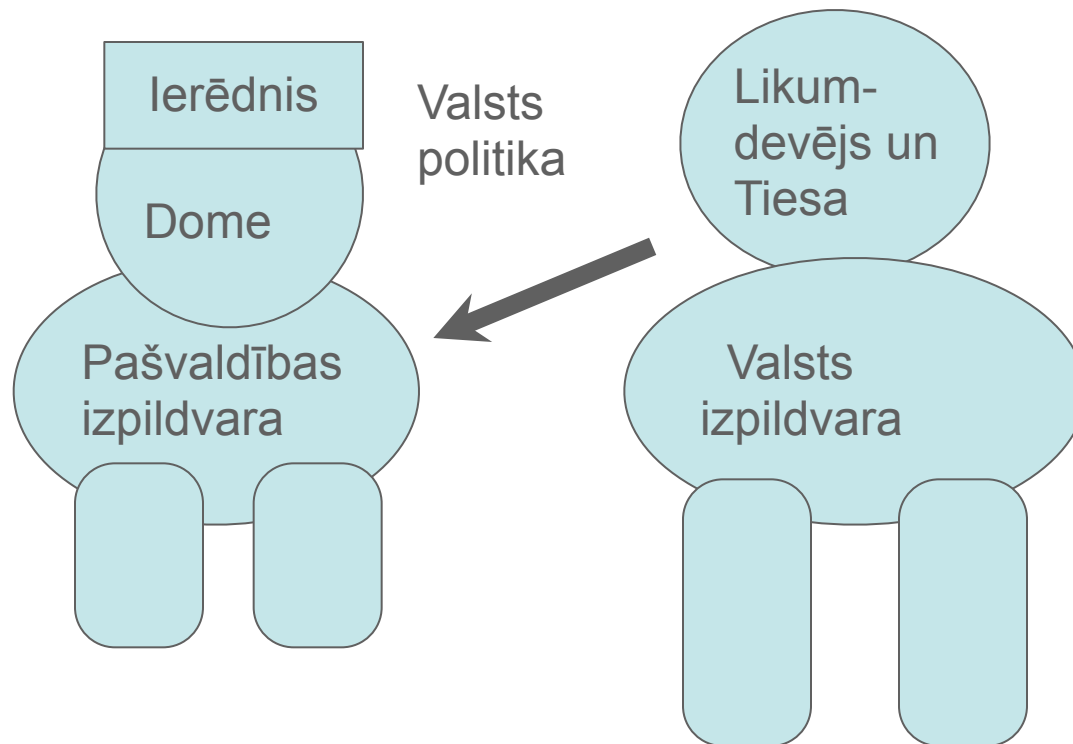 Ierēdnis
Dome
Pašvaldības
izpildvara
Valsts
politika
Likum-
devējs un
Tiesa
Valsts
izpildvara